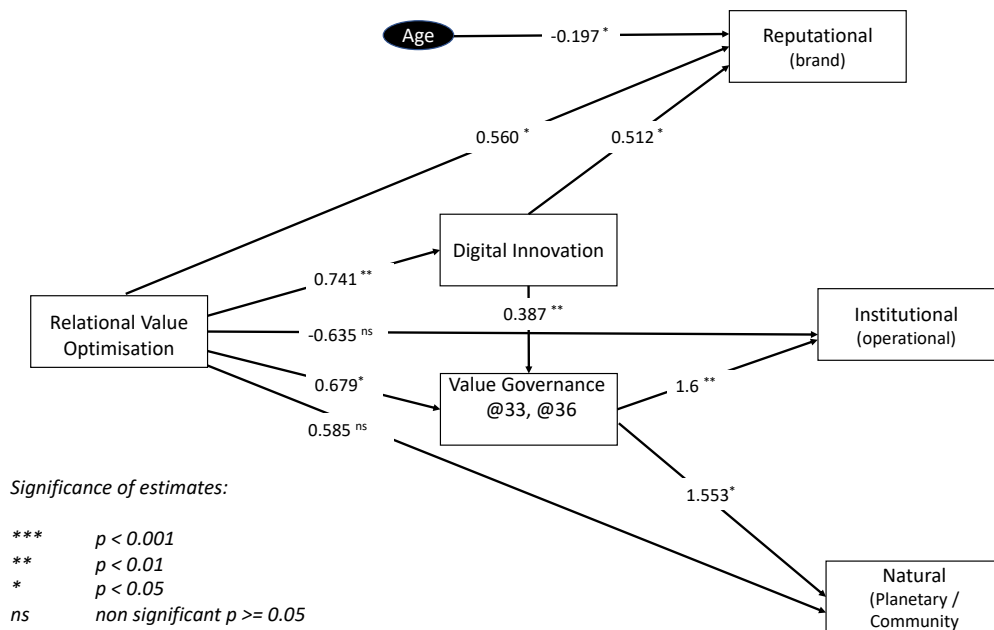 Age
-0.197 *
Reputational
(brand)
0.560 *
0.512 *
Digital Innovation
0.741 **
0.387 **
Relational Value
Optimisation
-0.635 ns
Institutional
(operational)
0.679*
Value Governance
@33, @36
1.6 **
0.585 ns
1.553*
Significance of estimates:
*** p < 0.001
** p < 0.01
* p < 0.05
ns non significant p >= 0.05
Natural
(Planetary /
Community